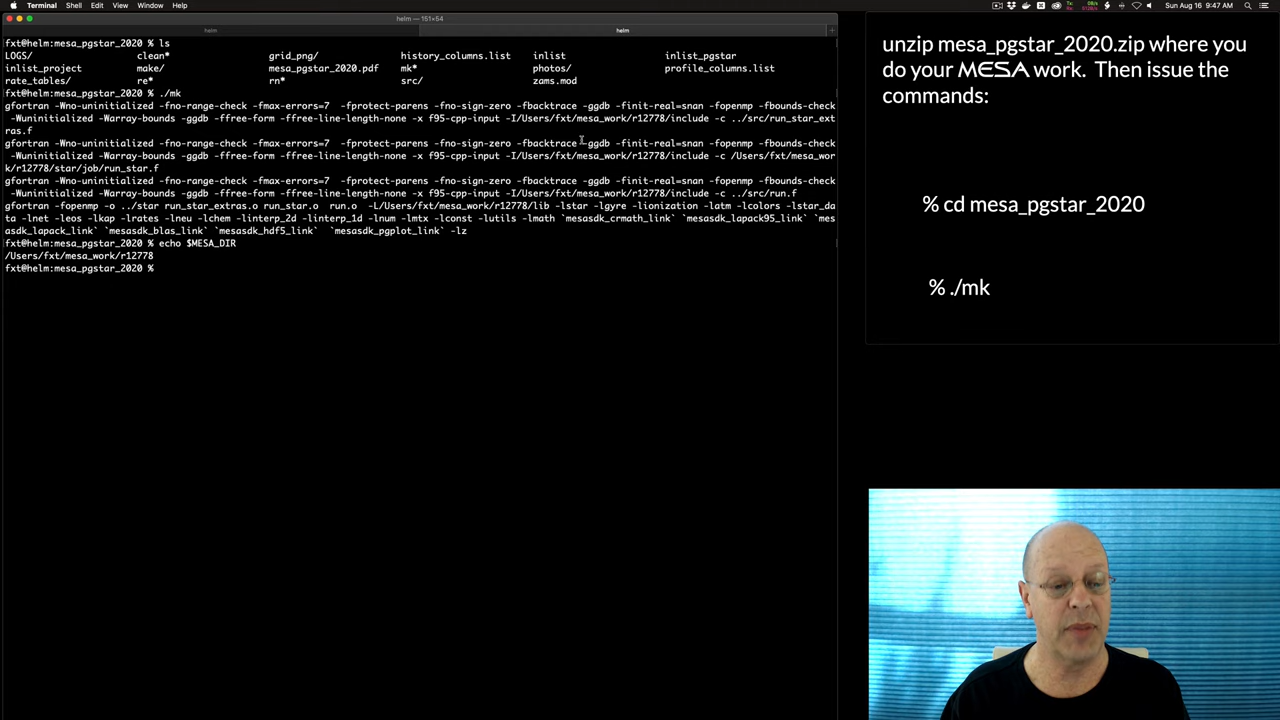 Terminal Shell Edit View Window Help
Sun Aug 16 9:47 AM
helm — 151×54
helm helm
fxt@helm:mesa_pgstar_2020 % ls
LOGS/ clean* grid_png/ history_columns.list inlist inlist_pgstar
inlist_project make/ mesa_pgstar_2020.pdf mk* photos/ profile_columns.list
rate_tables/ re* rn* src/ zams.mod
fxt@helm:mesa_pgstar_2020 % ./mk
gfortran -Wno-uninitialized -fno-range-check -fmax-errors=7 -fprotect-parens -fno-sign-zero -fbacktrace -ggdb -finit-real=snan -fopenmp -fbounds-check
-Wuninitialized -Warray-bounds -ggdb -ffree-form -ffree-line-length-none -x f95-cpp-input -I/Users/fxt/mesa_work/r12778/include -c ../src/run_star_ext
ras.f
gfortran -Wno-uninitialized -fno-range-check -fmax-errors=7 -fprotect-parens -fno-sign-zero -fbacktrace -ggdb -finit-real=snan -fopenmp -fbounds-check
-Wuninitialized -Warray-bounds -ggdb -ffree-form -ffree-line-length-none -x f95-cpp-input -I/Users/fxt/mesa_work/r12778/include -c /Users/fxt/mesa_wor
k/r12778/star/job/run_star.f
gfortran -Wno-uninitialized -fno-range-check -fmax-errors=7 -fprotect-parens -fno-sign-zero -fbacktrace -ggdb -finit-real=snan -fopenmp -fbounds-check
-Wuninitialized -Warray-bounds -ggdb -ffree-form -ffree-line-length-none -x f95-cpp-input -I/Users/fxt/mesa_work/r12778/include -c ../src/run.f
gfortran -fopenmp -o ../star run_star_extras.o run_star.o run.o -L/Users/fxt/mesa_work/r12778/lib -lstar -lgyre -lionization -latm -lcolors -lstar_da
ta -lnet -leos -lkap -lrates -lneu -lchem -linterp_2d -linterp_1d -lnum -lmtx -lconst -lutils -lmath `mesasdk_crmath_link` `mesasdk_lapack95_link` `mes
asdk_lapack_link` `mesasdk_blas_link` `mesasdk_hdf5_link` `mesasdk_pgplot_link` -lz
fxt@helm:mesa_pgstar_2020 % echo $MESA_DIR
/Users/fxt/mesa_work/r12778
fxt@helm:mesa_pgstar_2020 %
unzip mesa_pgstar_2020.zip where you
do your MESA work. Then issue the
commands:
% cd mesa_pgstar_2020
% ./mk